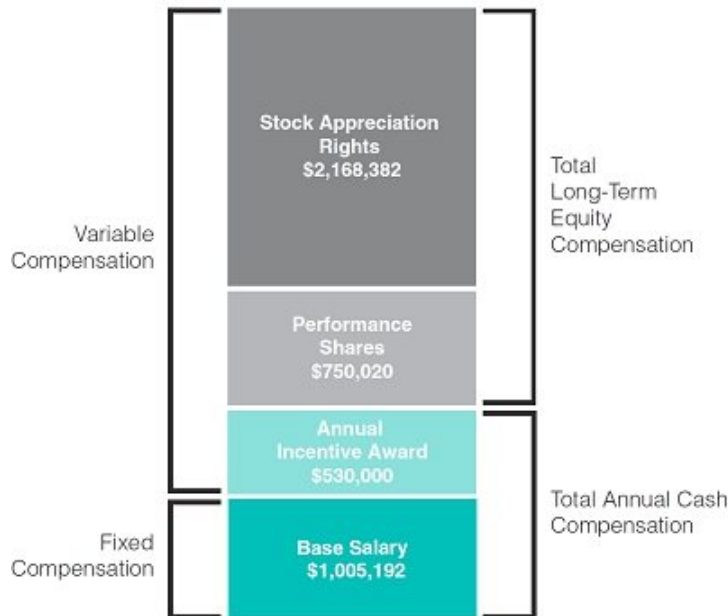 Stock Appreciation
Rights
$2,168,382
Total
Long-Term
Equity
Compensation
Variable
Compensation
Performance
Shares
$750,020
Annual
Incentive Award
$530,000
Total Annual Cash
Compensation
Fixed
Compensation
Base Salary
$1,005,192